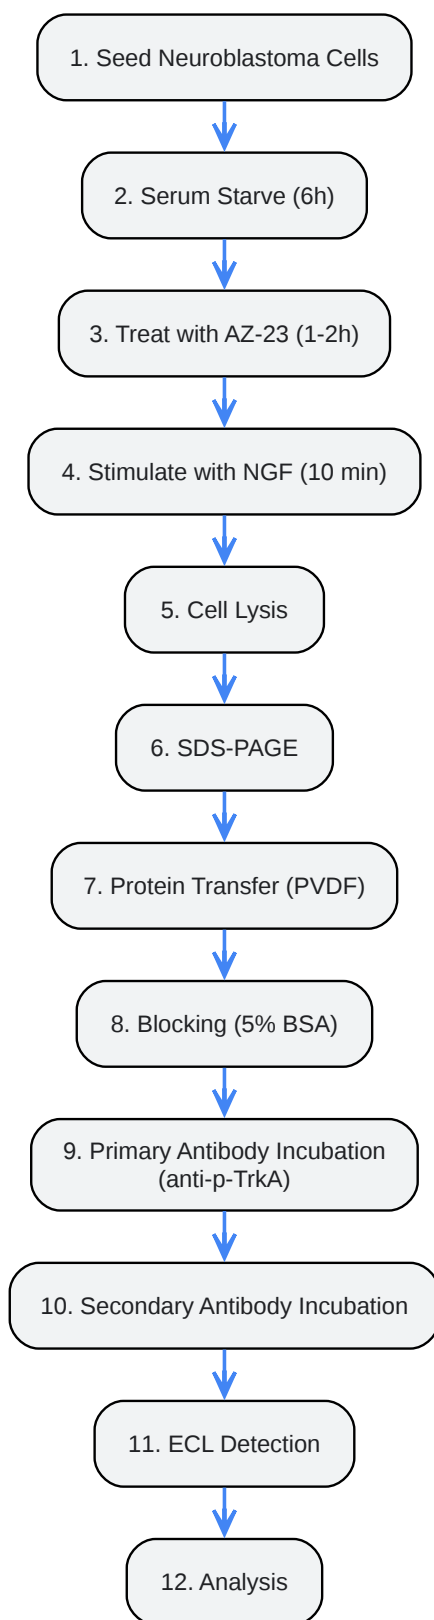 1. Seed Neuroblastoma Cells
2. Serum Starve (6h)
3. Treat with AZ-23 (1-2h)
4. Stimulate with NGF (10 min)
5. Cell Lysis
6. SDS-PAGE
7. Protein Transfer (PVDF)
8. Blocking (5% BSA)
9. Primary Antibody Incubation
(anti-p-TrkA)
10. Secondary Antibody Incubation
11. ECL Detection
12. Analysis